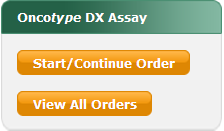 Oncotype DX Assay
Start/Continue Order
View All Orders